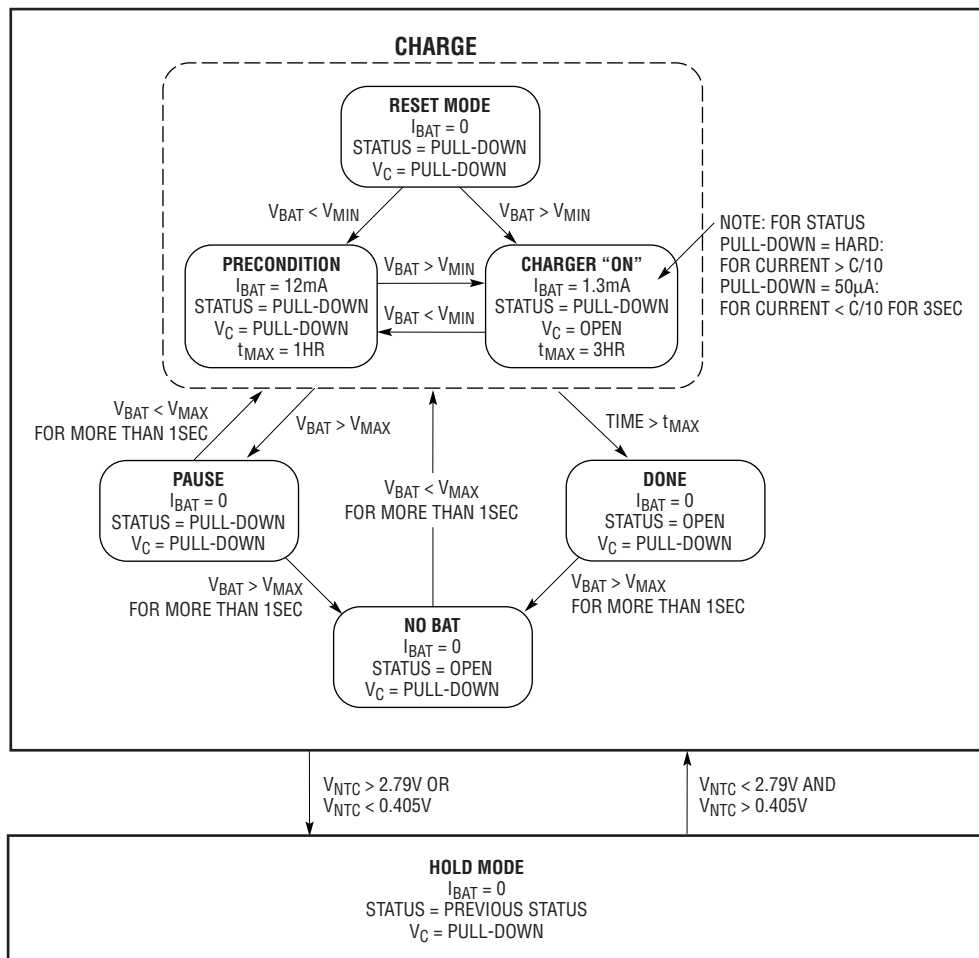 CHARGE
RESET MODE
IBAT = 0
STATUS = PULL-DOWN
VC = PULL-DOWN
VBAT < VMIN
VBAT > VMIN
NOTE: FOR STATUS
PULL-DOWN = HARD:
FOR CURRENT > C/10
PULL-DOWN = 50µA:
FOR CURRENT < C/10 FOR 3SEC
PRECONDITION
IBAT = 12mA
STATUS = PULL-DOWN
VC = PULL-DOWN
tMAX = 1HR
VBAT > VMIN
VBAT < VMIN
CHARGER “ON”
IBAT = 1.3mA
STATUS = PULL-DOWN
VC = OPEN
tMAX = 3HR
VBAT < VMAX
FOR MORE THAN 1SEC
VBAT > VMAX
TIME > tMAX
PAUSE
IBAT = 0
STATUS = PULL-DOWN
VC = PULL-DOWN
VBAT < VMAX
FOR MORE THAN 1SEC
DONE
IBAT = 0
STATUS = OPEN
VC = PULL-DOWN
VBAT > VMAX
FOR MORE THAN 1SEC
VBAT > VMAX
FOR MORE THAN 1SEC
NO BAT
IBAT = 0
STATUS = OPEN
VC = PULL-DOWN
VNTC > 2.79V OR
VNTC < 0.405V
VNTC < 2.79V AND
VNTC > 0.405V
HOLD MODE
IBAT = 0
STATUS = PREVIOUS STATUS
VC = PULL-DOWN